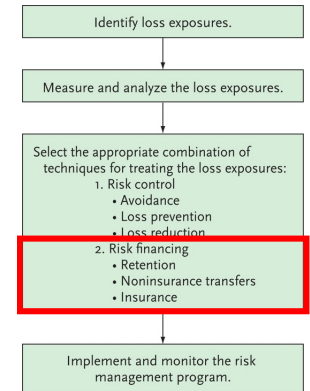 Identify loss exposures.
Measure and analyze the loss exposures.
Select the appropriate combination of
techniques for treating the loss exposures:
1. Risk control
• Avoidance
• Loss prevention
• Loss reduction
2. Risk financing
• Retention
• Noninsurance transfers
• Insurance
Implement and monitor the risk
management program.